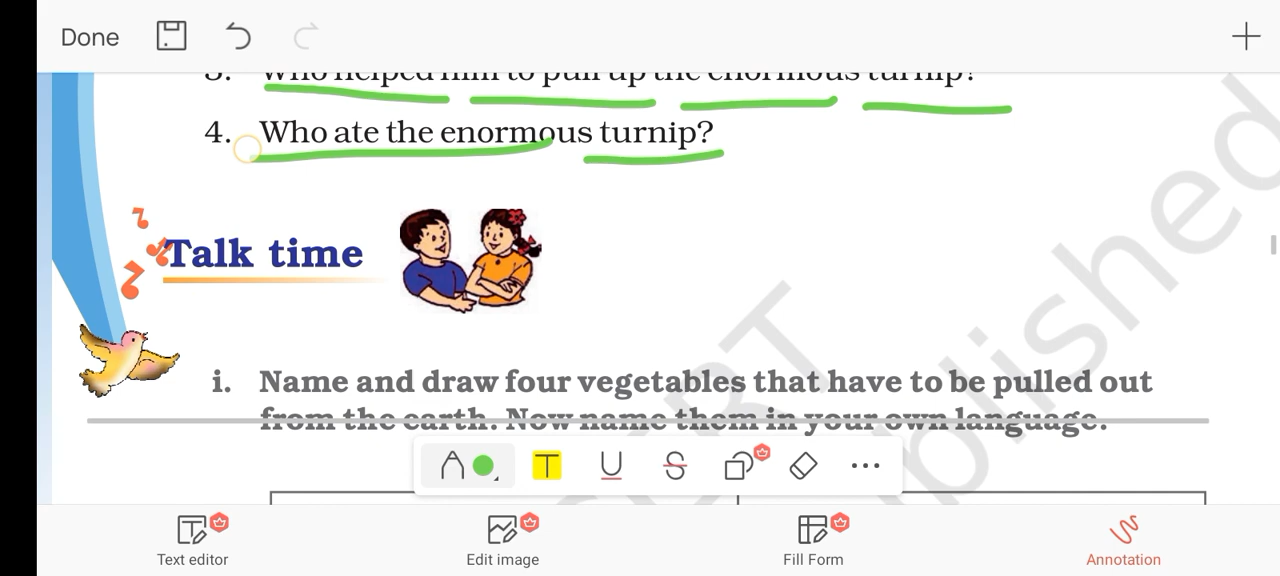 Done
3. Who helped him to pull up the enormous turnip?
4. Who ate the enormous turnip?
Talk time
i. Name and draw four vegetables that have to be pulled out
from the earth. Now name them in your own language.
Text editor
Edit image
Fill Form
Annotation